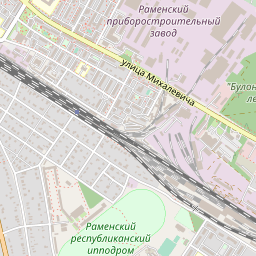 Раменский
приборостроительный
завод
улица Михалевича
Раменский
республиканский
ипподром